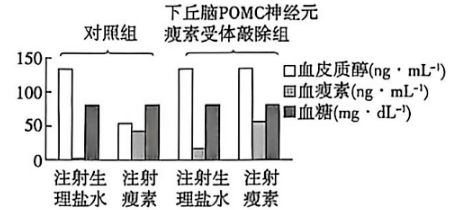 对照组
下丘脑POMC神经元
瘦素受体敲除组
150
100
50
0
□血皮质醇(ng·mL⁻¹)
血瘦素(ng·mL⁻¹)
血糖(mg·dL⁻¹)
注射生
理盐水
注射
瘦素
注射生
理盐水
注射
瘦素